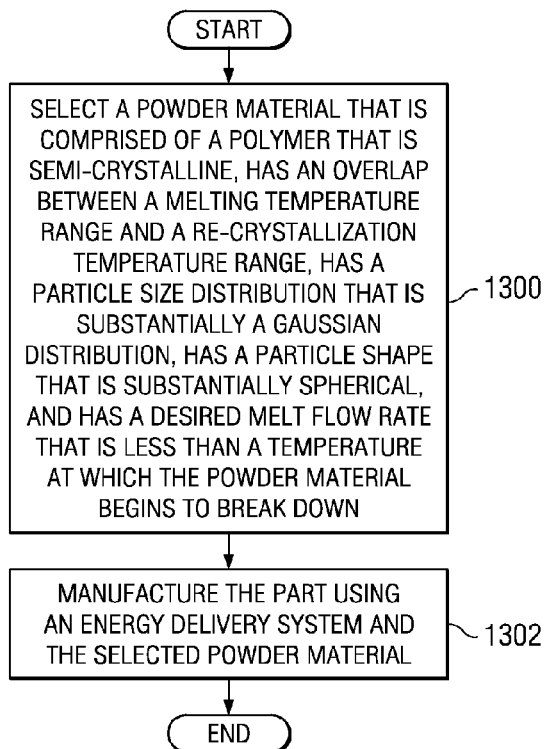 START
SELECT A POWDER MATERIAL THAT IS
COMPRISED OF A POLYMER THAT IS
SEMI-CRYSTALLINE, HAS AN OVERLAP
BETWEEN A MELTING TEMPERATURE
RANGE AND A RE-CRYSTALLIZATION
TEMPERATURE RANGE, HAS A
PARTICLE SIZE DISTRIBUTION THAT IS
SUBSTANTIALLY A GAUSSIAN
DISTRIBUTION, HAS A PARTICLE SHAPE
THAT IS SUBSTANTIALLY SPHERICAL,
AND HAS A DESIRED MELT FLOW RATE
THAT IS LESS THAN A TEMPERATURE
AT WHICH THE POWDER MATERIAL
BEGINS TO BREAK DOWN
1300
MANUFACTURE THE PART USING
AN ENERGY DELIVERY SYSTEM AND
THE SELECTED POWDER MATERIAL
1302
END